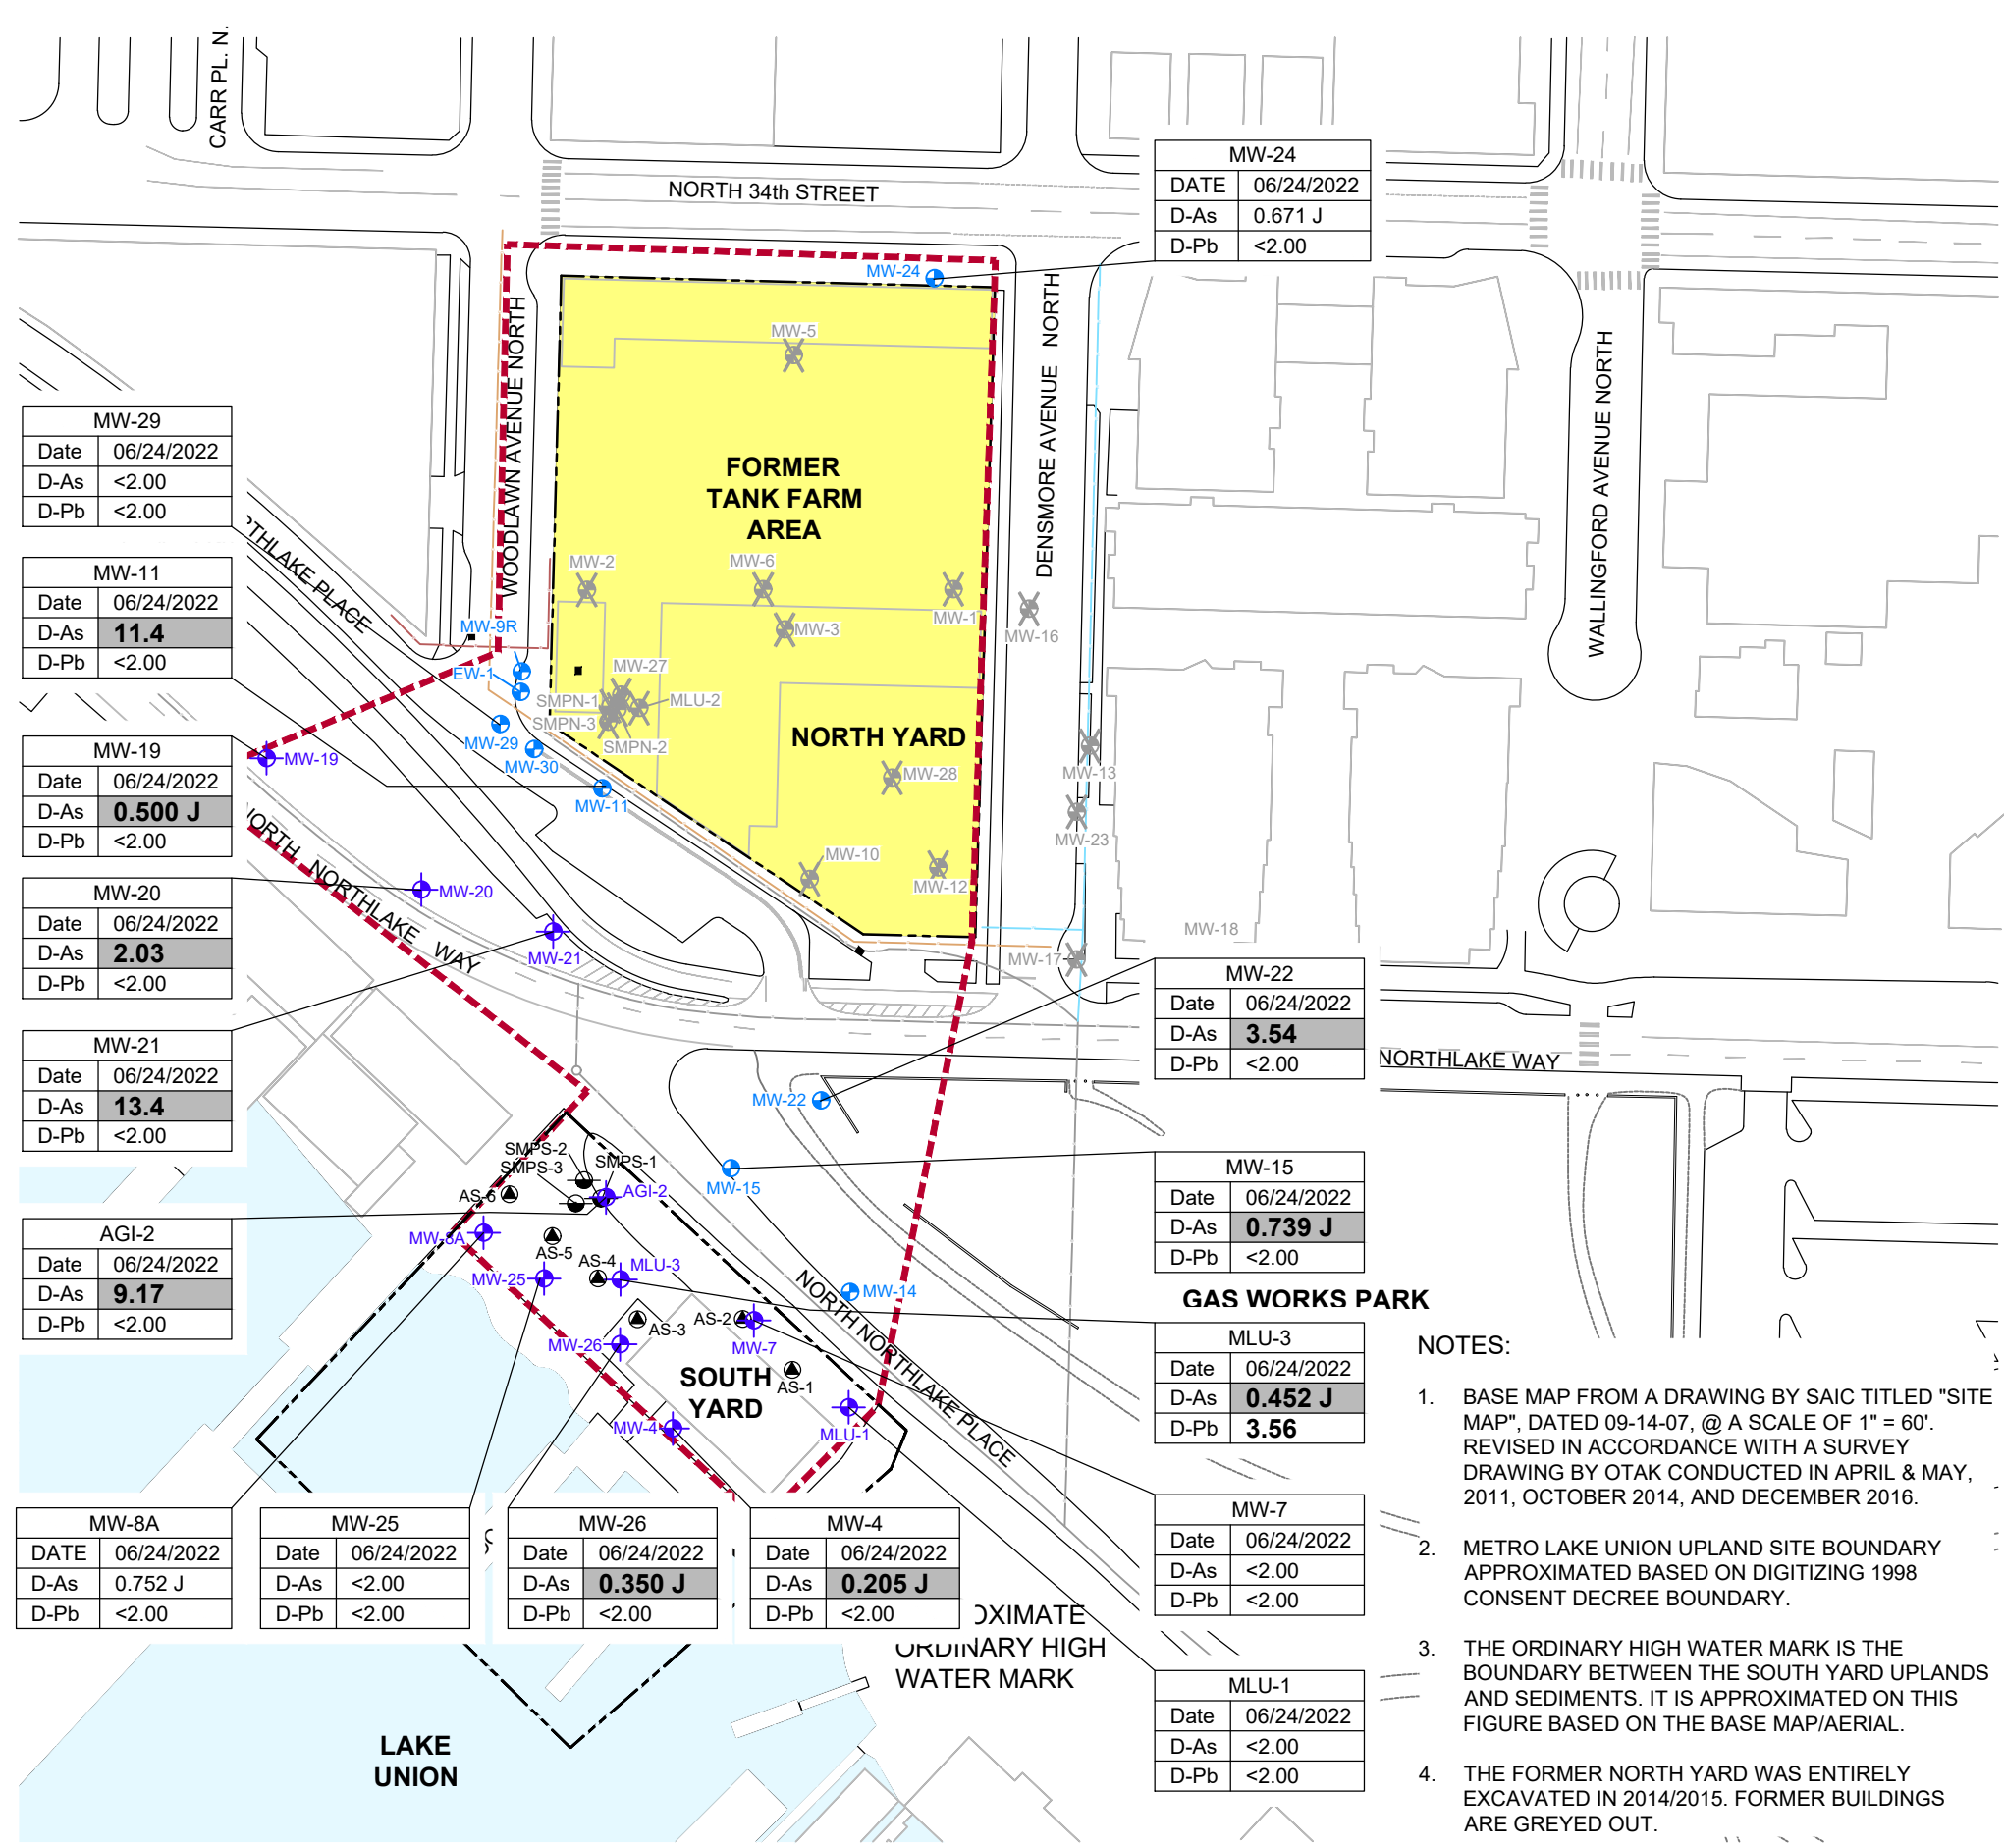 CARR PL. N.
NORTH 34th STREET
MW-24
DATE 06/24/2022
D-As 0.671 J
D-Pb <2.00
MW-24
MW-5
WOODLAWN AVENUE NORTH
DENSMORE AVENUE NORTH
WALLINGFORD AVENUE NORTH
FORMER
TANK FARM
AREA
MW-29
Date 06/24/2022
D-As <2.00
D-Pb <2.00
RTHLAKE PLACE
MW-11
Date 06/24/2022
D-As 11.4
D-Pb <2.00
MW-2
MW-6
MW-1
MW-3
MW-16
MW-9R
EW-1
MW-27
SMPN-1
MLU-2
SMPN-3
SMPN-2
MW-29
MW-30
MW-11
NORTH YARD
MW-28
MW-13
MW-23
MW-10
MW-12
MW-18
MW-17
MW-19
Date 06/24/2022
D-As 0.500 J
D-Pb <2.00
MW-19
NORTH NORTHLAKE WAY
MW-20
Date 06/24/2022
D-As 2.03
D-Pb <2.00
MW-20
MW-21
MW-21
Date 06/24/2022
D-As 13.4
D-Pb <2.00
MW-22
Date 06/24/2022
D-As 3.54
D-Pb <2.00
NORTHLAKE WAY
MW-22
MW-15
MW-15
Date 06/24/2022
D-As 0.739 J
D-Pb <2.00
SMPS-2
SMPS-3
SMPS-1
AS-6
AGI-2
AGI-2
Date 06/24/2022
D-As 9.17
D-Pb <2.00
MW-8A
AS-5
AS-4
MLU-3
MW-25
MW-14
AS-3
AS-2
MW-7
MW-26
AS-1
SOUTH
YARD
MW-4
MLU-1
NORTH NORTHLAKE PLACE
GAS WORKS PARK
MLU-3
Date 06/24/2022
D-As 0.452 J
D-Pb 3.56
MW-7
Date 06/24/2022
D-As <2.00
D-Pb <2.00
MW-8A
DATE 06/24/2022
D-As 0.752 J
D-Pb <2.00
MW-25
Date 06/24/2022
D-As <2.00
D-Pb <2.00
MW-26
Date 06/24/2022
D-As 0.350 J
D-Pb <2.00
MW-4
Date 06/24/2022
D-As 0.205 J
D-Pb <2.00
OXIMATE
ORDINARY HIGH
WATER MARK
MLU-1
Date 06/24/2022
D-As <2.00
D-Pb <2.00
LAKE
UNION
NOTES:
1. BASE MAP FROM A DRAWING BY SAIC TITLED "SITE
MAP", DATED 09-14-07, @ A SCALE OF 1" = 60'.
REVISED IN ACCORDANCE WITH A SURVEY
DRAWING BY OTAK CONDUCTED IN APRIL & MAY,
2011, OCTOBER 2014, AND DECEMBER 2016.
2. METRO LAKE UNION UPLAND SITE BOUNDARY
APPROXIMATED BASED ON DIGITIZING 1998
CONSENT DECREE BOUNDARY.
3. THE ORDINARY HIGH WATER MARK IS THE
BOUNDARY BETWEEN THE SOUTH YARD UPLANDS
AND SEDIMENTS. IT IS APPROXIMATED ON THIS
FIGURE BASED ON THE BASE MAP/AERIAL.
4. THE FORMER NORTH YARD WAS ENTIRELY
EXCAVATED IN 2014/2015. FORMER BUILDINGS
ARE GREYED OUT.